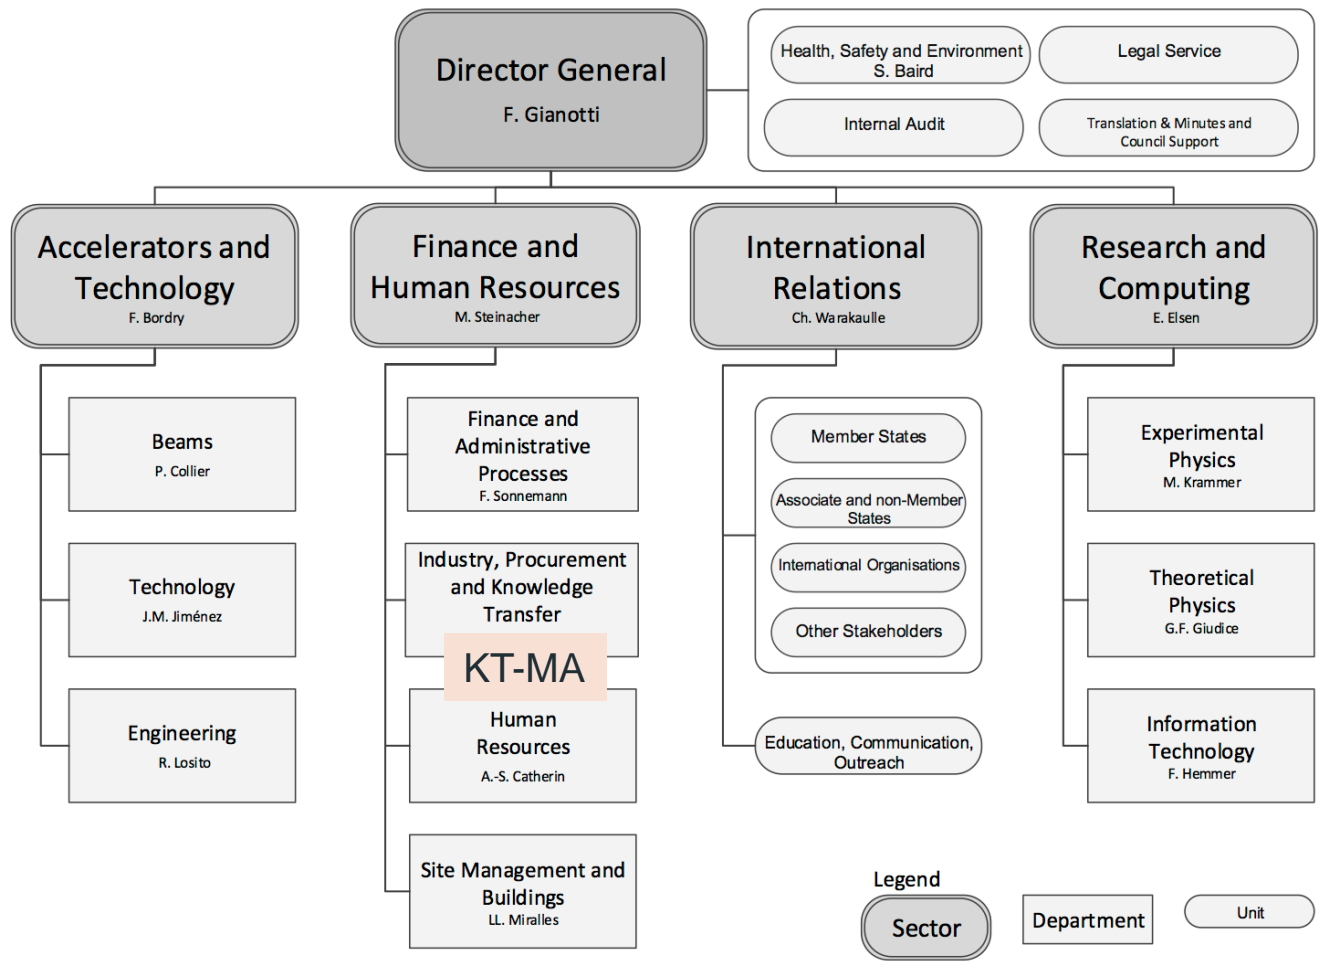 Director General
F. Gianotti
Health, Safety and Environment
S. Baird
Legal Service
Internal Audit
Translation & Minutes and
Council Support
Accelerators and
Technology
F. Bordry
Finance and
Human Resources
M. Steinacher
International
Relations
Ch. Warakaulle
Research and
Computing
E. Elsen
Beams
P. Collier
Technology
J.M. Jiménez
Engineering
R. Losito
Finance and
Administrative
Processes
F. Sonnemann
Industry, Procurement
and Knowledge
Transfer
KT-MA
Human
Resources
A.-S. Catherin
Site Management and
Buildings
LL. Miralles
Member States
Associate and non-Member
States
International Organisations
Other Stakeholders
Education, Communication,
Outreach
Experimental
Physics
M. Krammer
Theoretical
Physics
G.F. Giudice
Information
Technology
F. Hemmer
Legend
Sector
Department
Unit